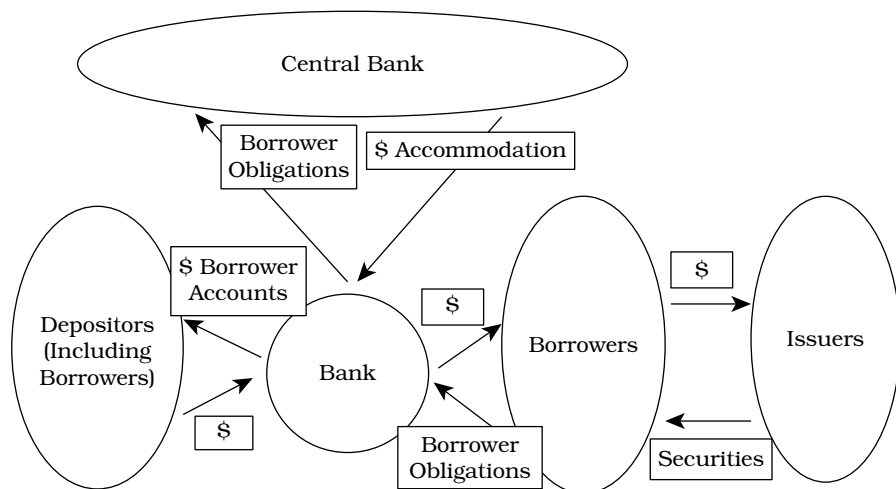 Central Bank
Borrower
Obligations
$ Accommodation
$ Borrower
Accounts
$
$
Depositors
(Including
Borrowers)
Bank
Borrowers
Issuers
$
Borrower
Obligations
Securities